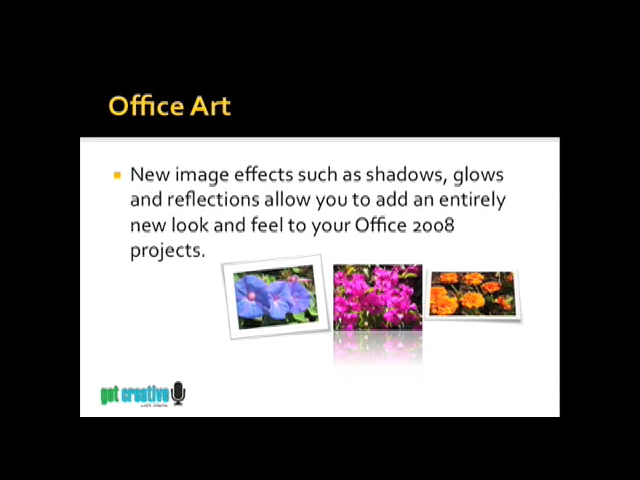 Office Art
New image effects such as shadows, glows
and reflections allow you to add an entirely
new look and feel to your Office 2008
projects.
get creative